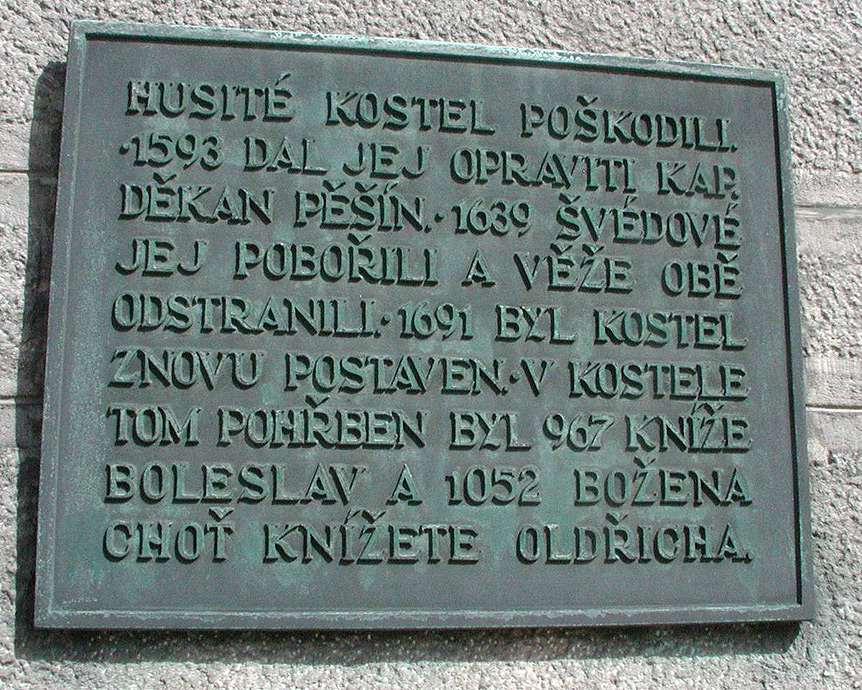 HUSITÉ KOSTEL POŠKODILI.
·1593 DAL JEJ OPRAVITI KAP.
DĚKAN PĚŠÍN.·1639 ŠVÉDOVÉ
JEJ POBOŘILI A VĚŽE OBĚ
ODSTRANILI.·1691 BYL KOSTEL
ZNOVU POSTAVEN.·V KOSTELE
TOM POHŘBEN BYL 967 KNÍŽE
BOLESLAV A 1052 BOŽENA
CHOŤ KNÍŽETE OLDŘICHA.